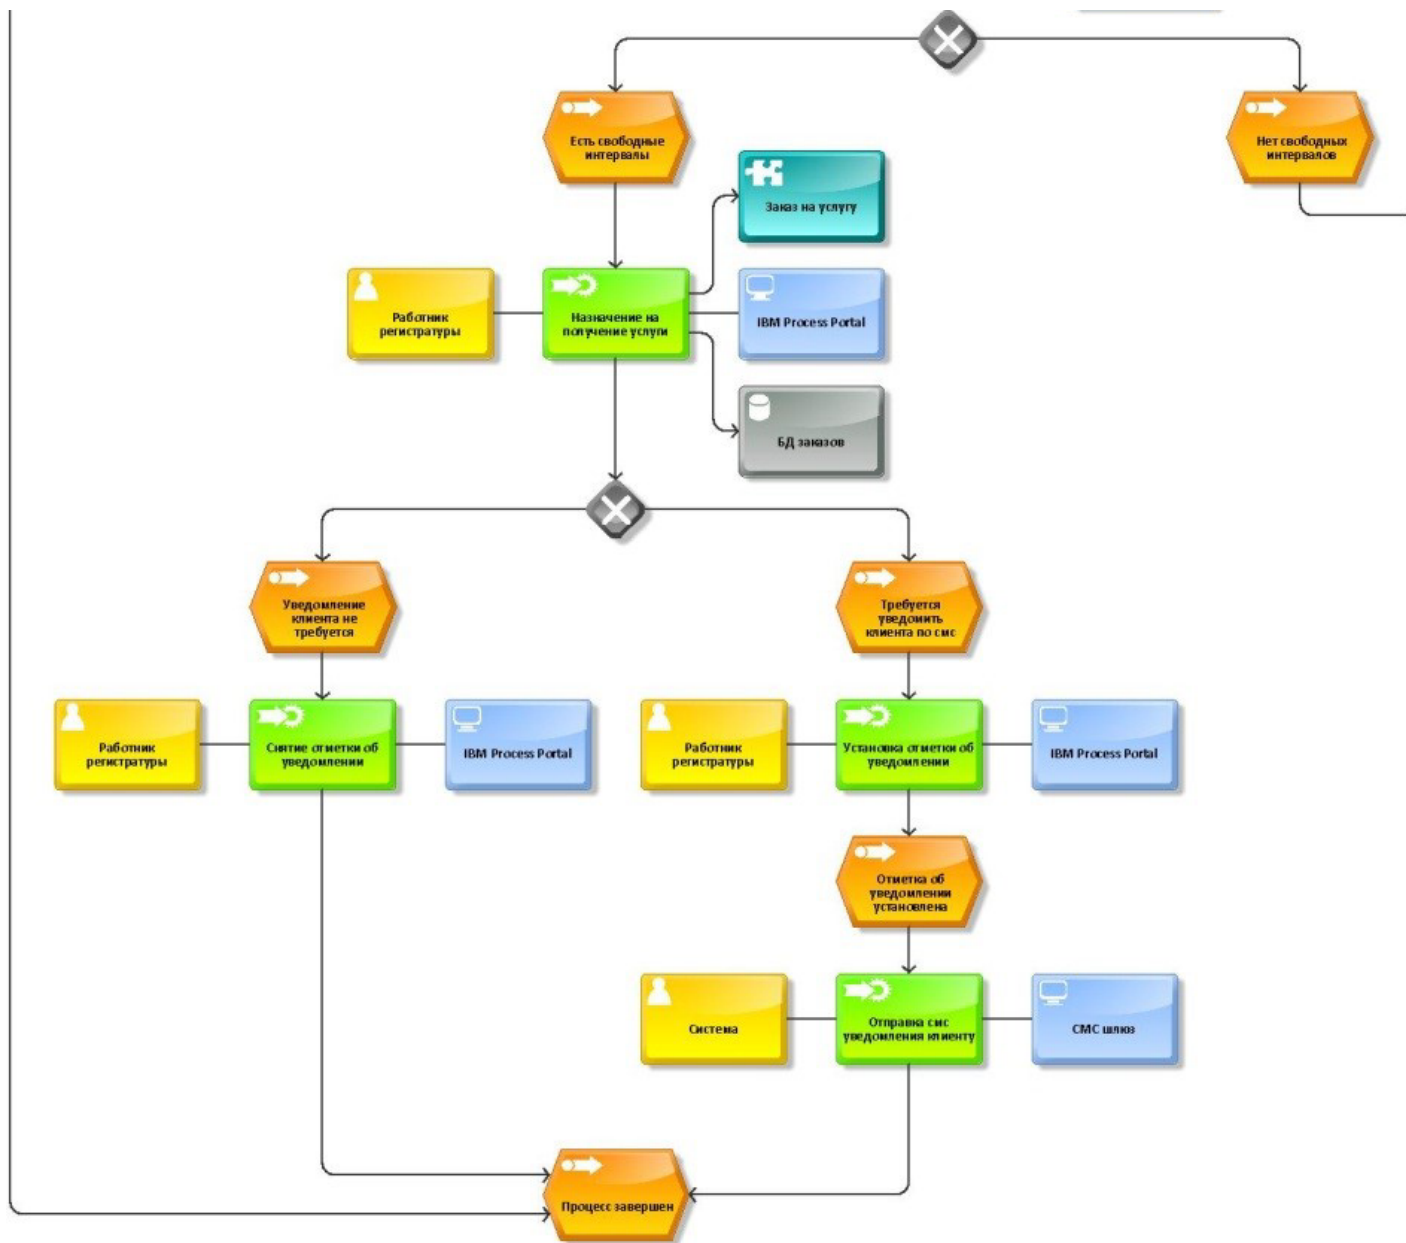 Есть свободные
интервалы
Нет свободных
интервалов
Заказ на услугу
Работник
регистратуры
Назначение на
получение услуги
IBM Process Portal
БД заказов
Уведомление
клиента не
требуется
Требуется
уведомить
клиента по смс
Работник
регистратуры
Снятие отметки об
уведомлении
IBM Process Portal
Работник
регистратуры
Установка отметки об
уведомлении
IBM Process Portal
Отметка об
уведомлении
установлена
Система
Отправка смс
уведомления клиенту
СМС шлюз
Процесс завершен